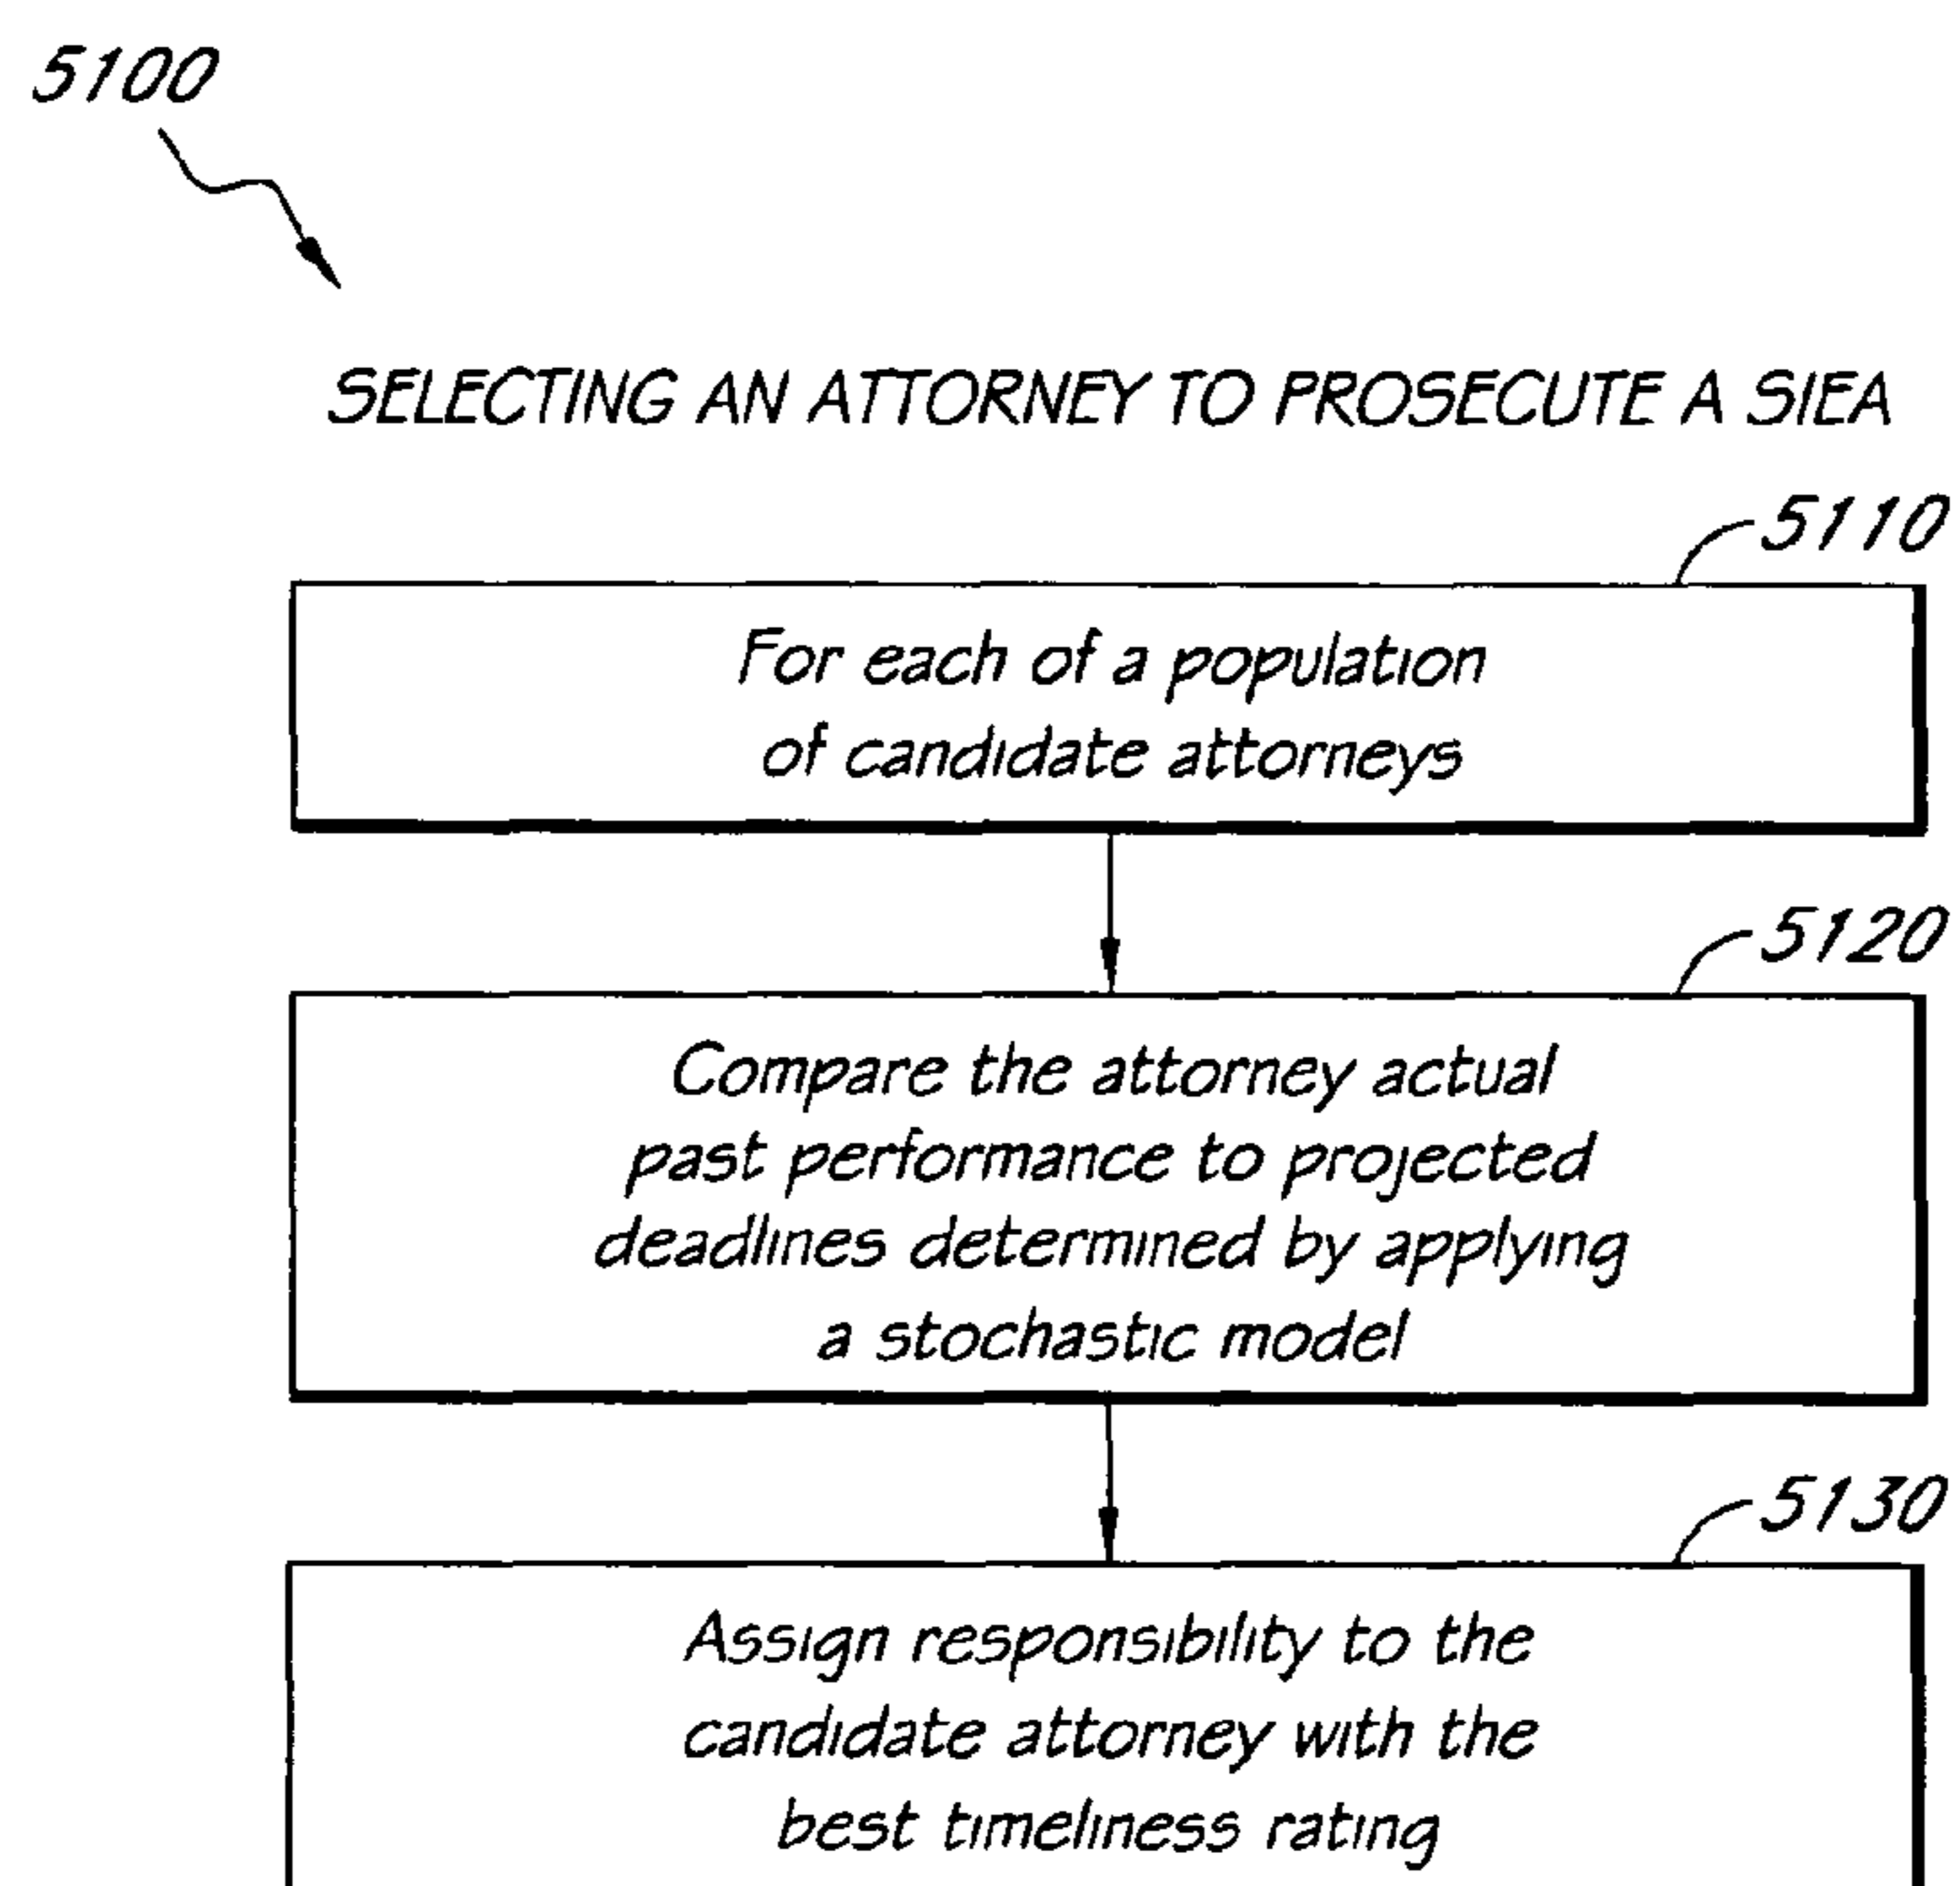 5100
SELECTING AN ATTORNEY TO PROSECUTE A SIEA
5110
For each of a population
of candidate attorneys
5120
Compare the attorney actual
past performance to projected
deadlines determined by applying
a stochastic model
5130
Assign responsibility to the
candidate attorney with the
best timeliness rating